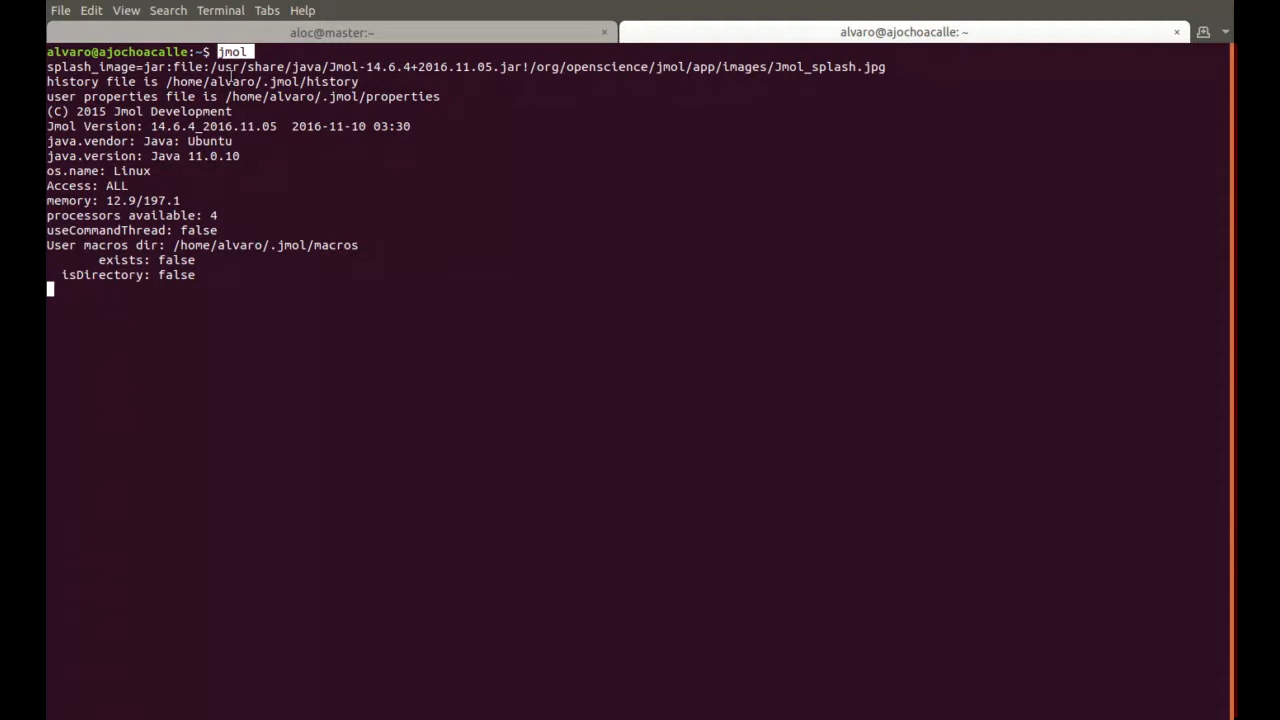 File Edit View Search Terminal Tabs Help
aloc@master:~ × alvaro@ajochoacalle: ~ ×
alvaro@ajochoacalle:~$ jmol
splash_image=jar:file:/usr/share/java/Jmol-14.6.4+2016.11.05.jar!/org/openscience/jmol/app/images/Jmol_splash.jpg
history file is /home/alvaro/.jmol/history
user properties file is /home/alvaro/.jmol/properties
(C) 2015 Jmol Development
Jmol Version: 14.6.4_2016.11.05  2016-11-10 03:30
java.vendor: Java: Ubuntu
java.version: Java 11.0.10
os.name: Linux
Access: ALL
memory: 12.9/197.1
processors available: 4
useCommandThread: false
User macros dir: /home/alvaro/.jmol/macros
       exists: false
  isDirectory: false